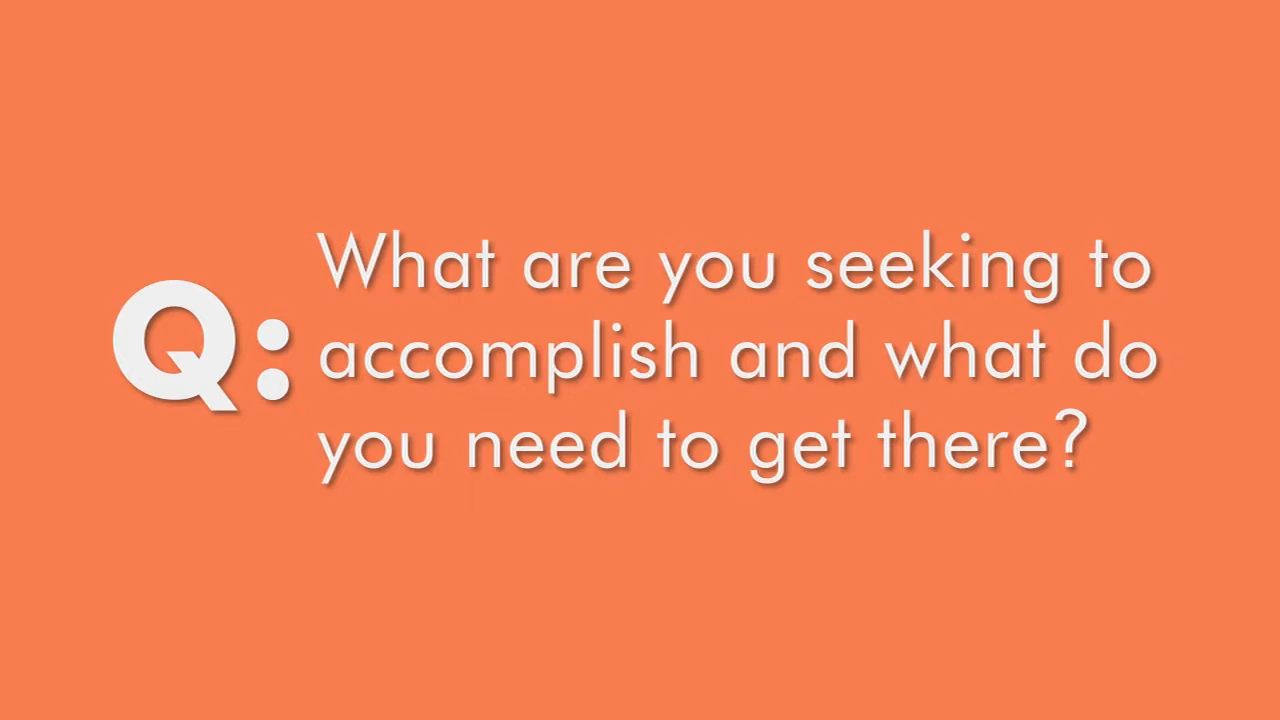 Q: What are you seeking to
accomplish and what do
you need to get there?